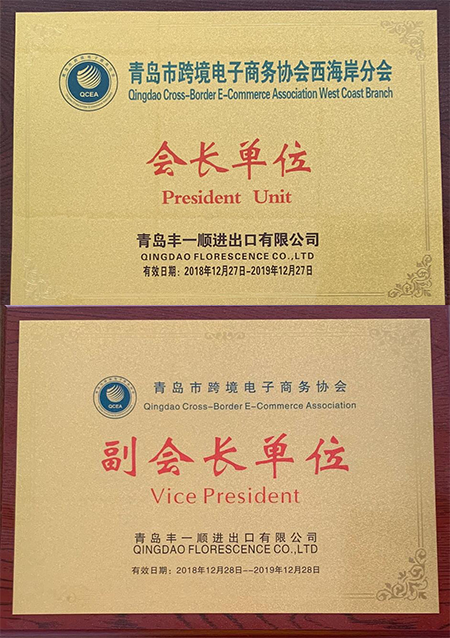 青岛市跨境电子商务协会西海岸分会
Qingdao Cross-Border E-Commerce Association West Coast Branch
QCEA
会长单位
President Unit
青岛丰一顺进出口有限公司
QINGDAO FLORESCENCE CO.,LTD
有效日期：2018年12月27日-2019年12月27日
青岛市跨境电子商务协会
Qingdao Cross-Border E-Commerce Association
QCEA
副会长单位
Vice President
青岛丰一顺进出口有限公司
QINGDAO FLORESCENCE CO.,LTD
有效日期：2018年12月28日--2019年12月28日